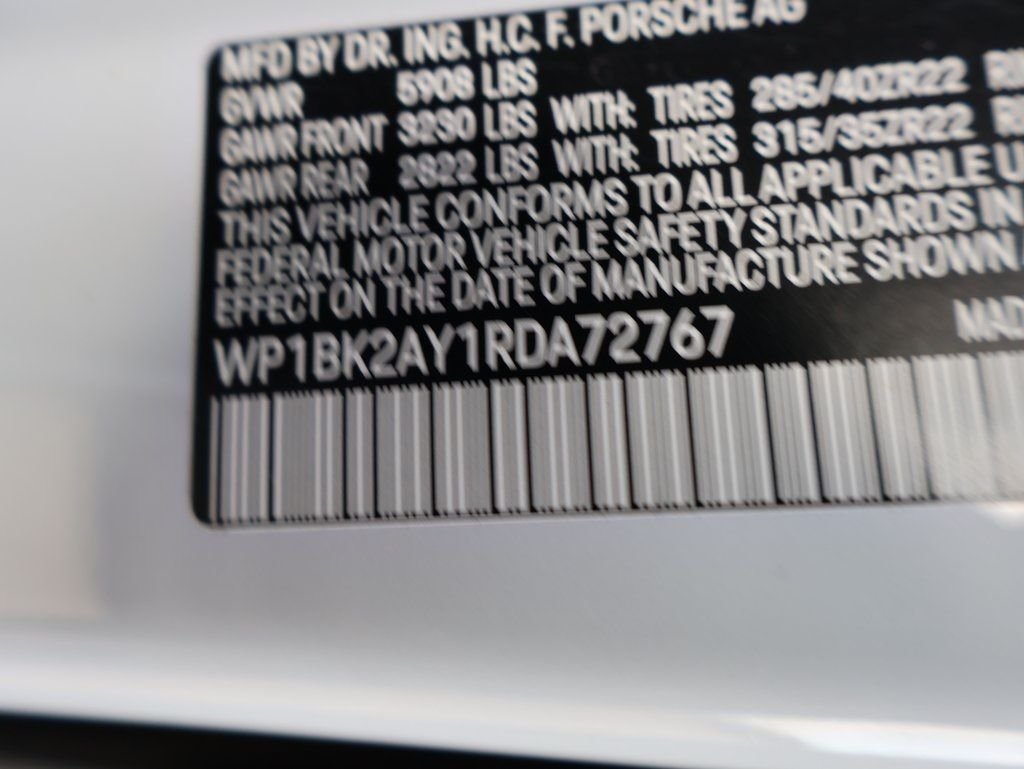 MFD BY DR. ING. H.C. F. PORSCHE AG
GVWR 5908 LBS
GAWR FRONT 3230 LBS WITH: TIRES 285/40ZR22
GAWR REAR 2822 LBS WITH: TIRES 315/35ZR22
THIS VEHICLE CONFORMS TO ALL APPLICABLE U
FEDERAL MOTOR VEHICLE SAFETY STANDARDS IN
EFFECT ON THE DATE OF MANUFACTURE SHOWN
WP1BK2AY1RDA72767 MAD